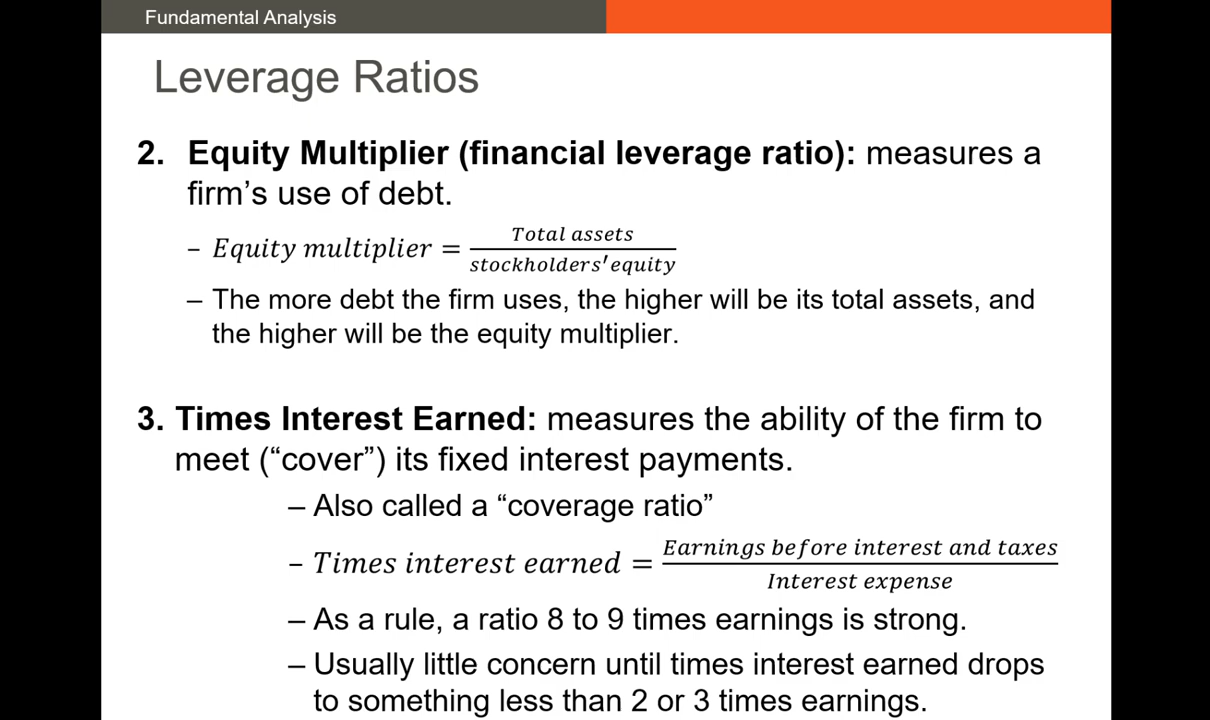 Fundamental Analysis
Leverage Ratios
2. Equity Multiplier (financial leverage ratio): measures a
firm’s use of debt.
– Equity multiplier = Total assets / stockholders′equity
– The more debt the firm uses, the higher will be its total assets, and
the higher will be the equity multiplier.
3. Times Interest Earned: measures the ability of the firm to
meet (“cover”) its fixed interest payments.
– Also called a “coverage ratio”
– Times interest earned = Earnings before interest and taxes / Interest expense
– As a rule, a ratio 8 to 9 times earnings is strong.
– Usually little concern until times interest earned drops
to something less than 2 or 3 times earnings.